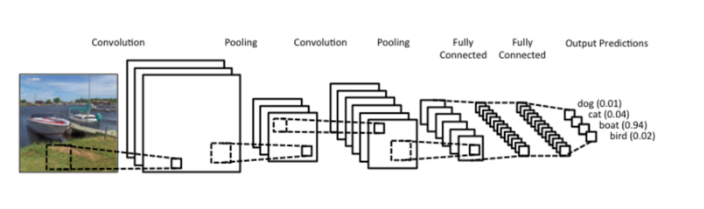 Convolution
Pooling
Convolution
Pooling
Fully
Connected
Fully
Connected
Output Predictions
dog (0.01)
cat (0.04)
boat (0.94)
bird (0.02)